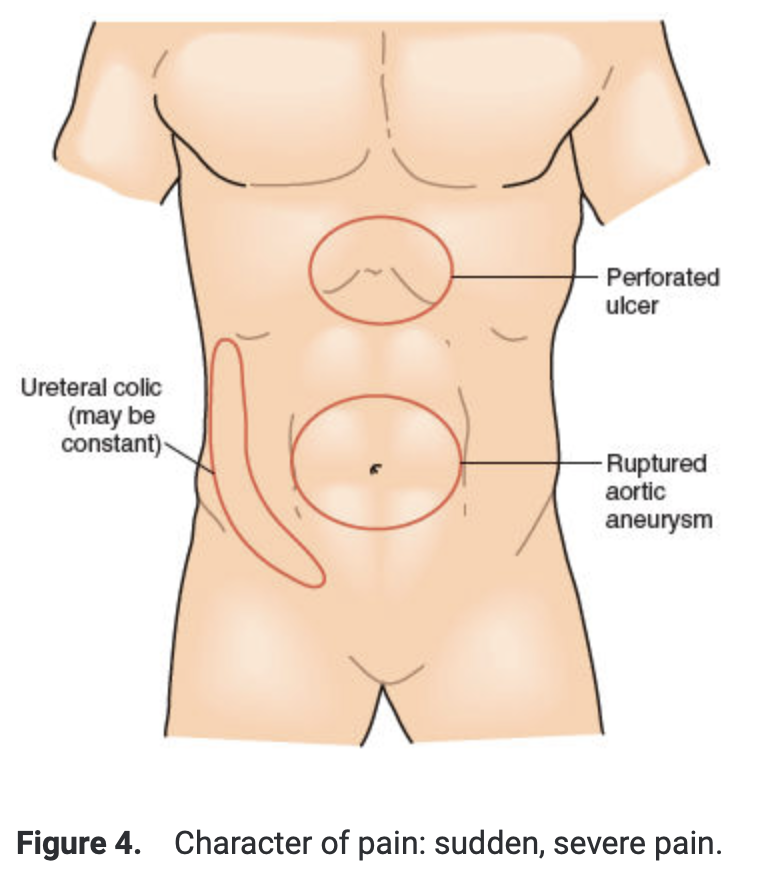 Perforated
ulcer
Ureteral colic
(may be
constant)
Ruptured
aortic
aneurysm
Figure 4. Character of pain: sudden, severe pain.